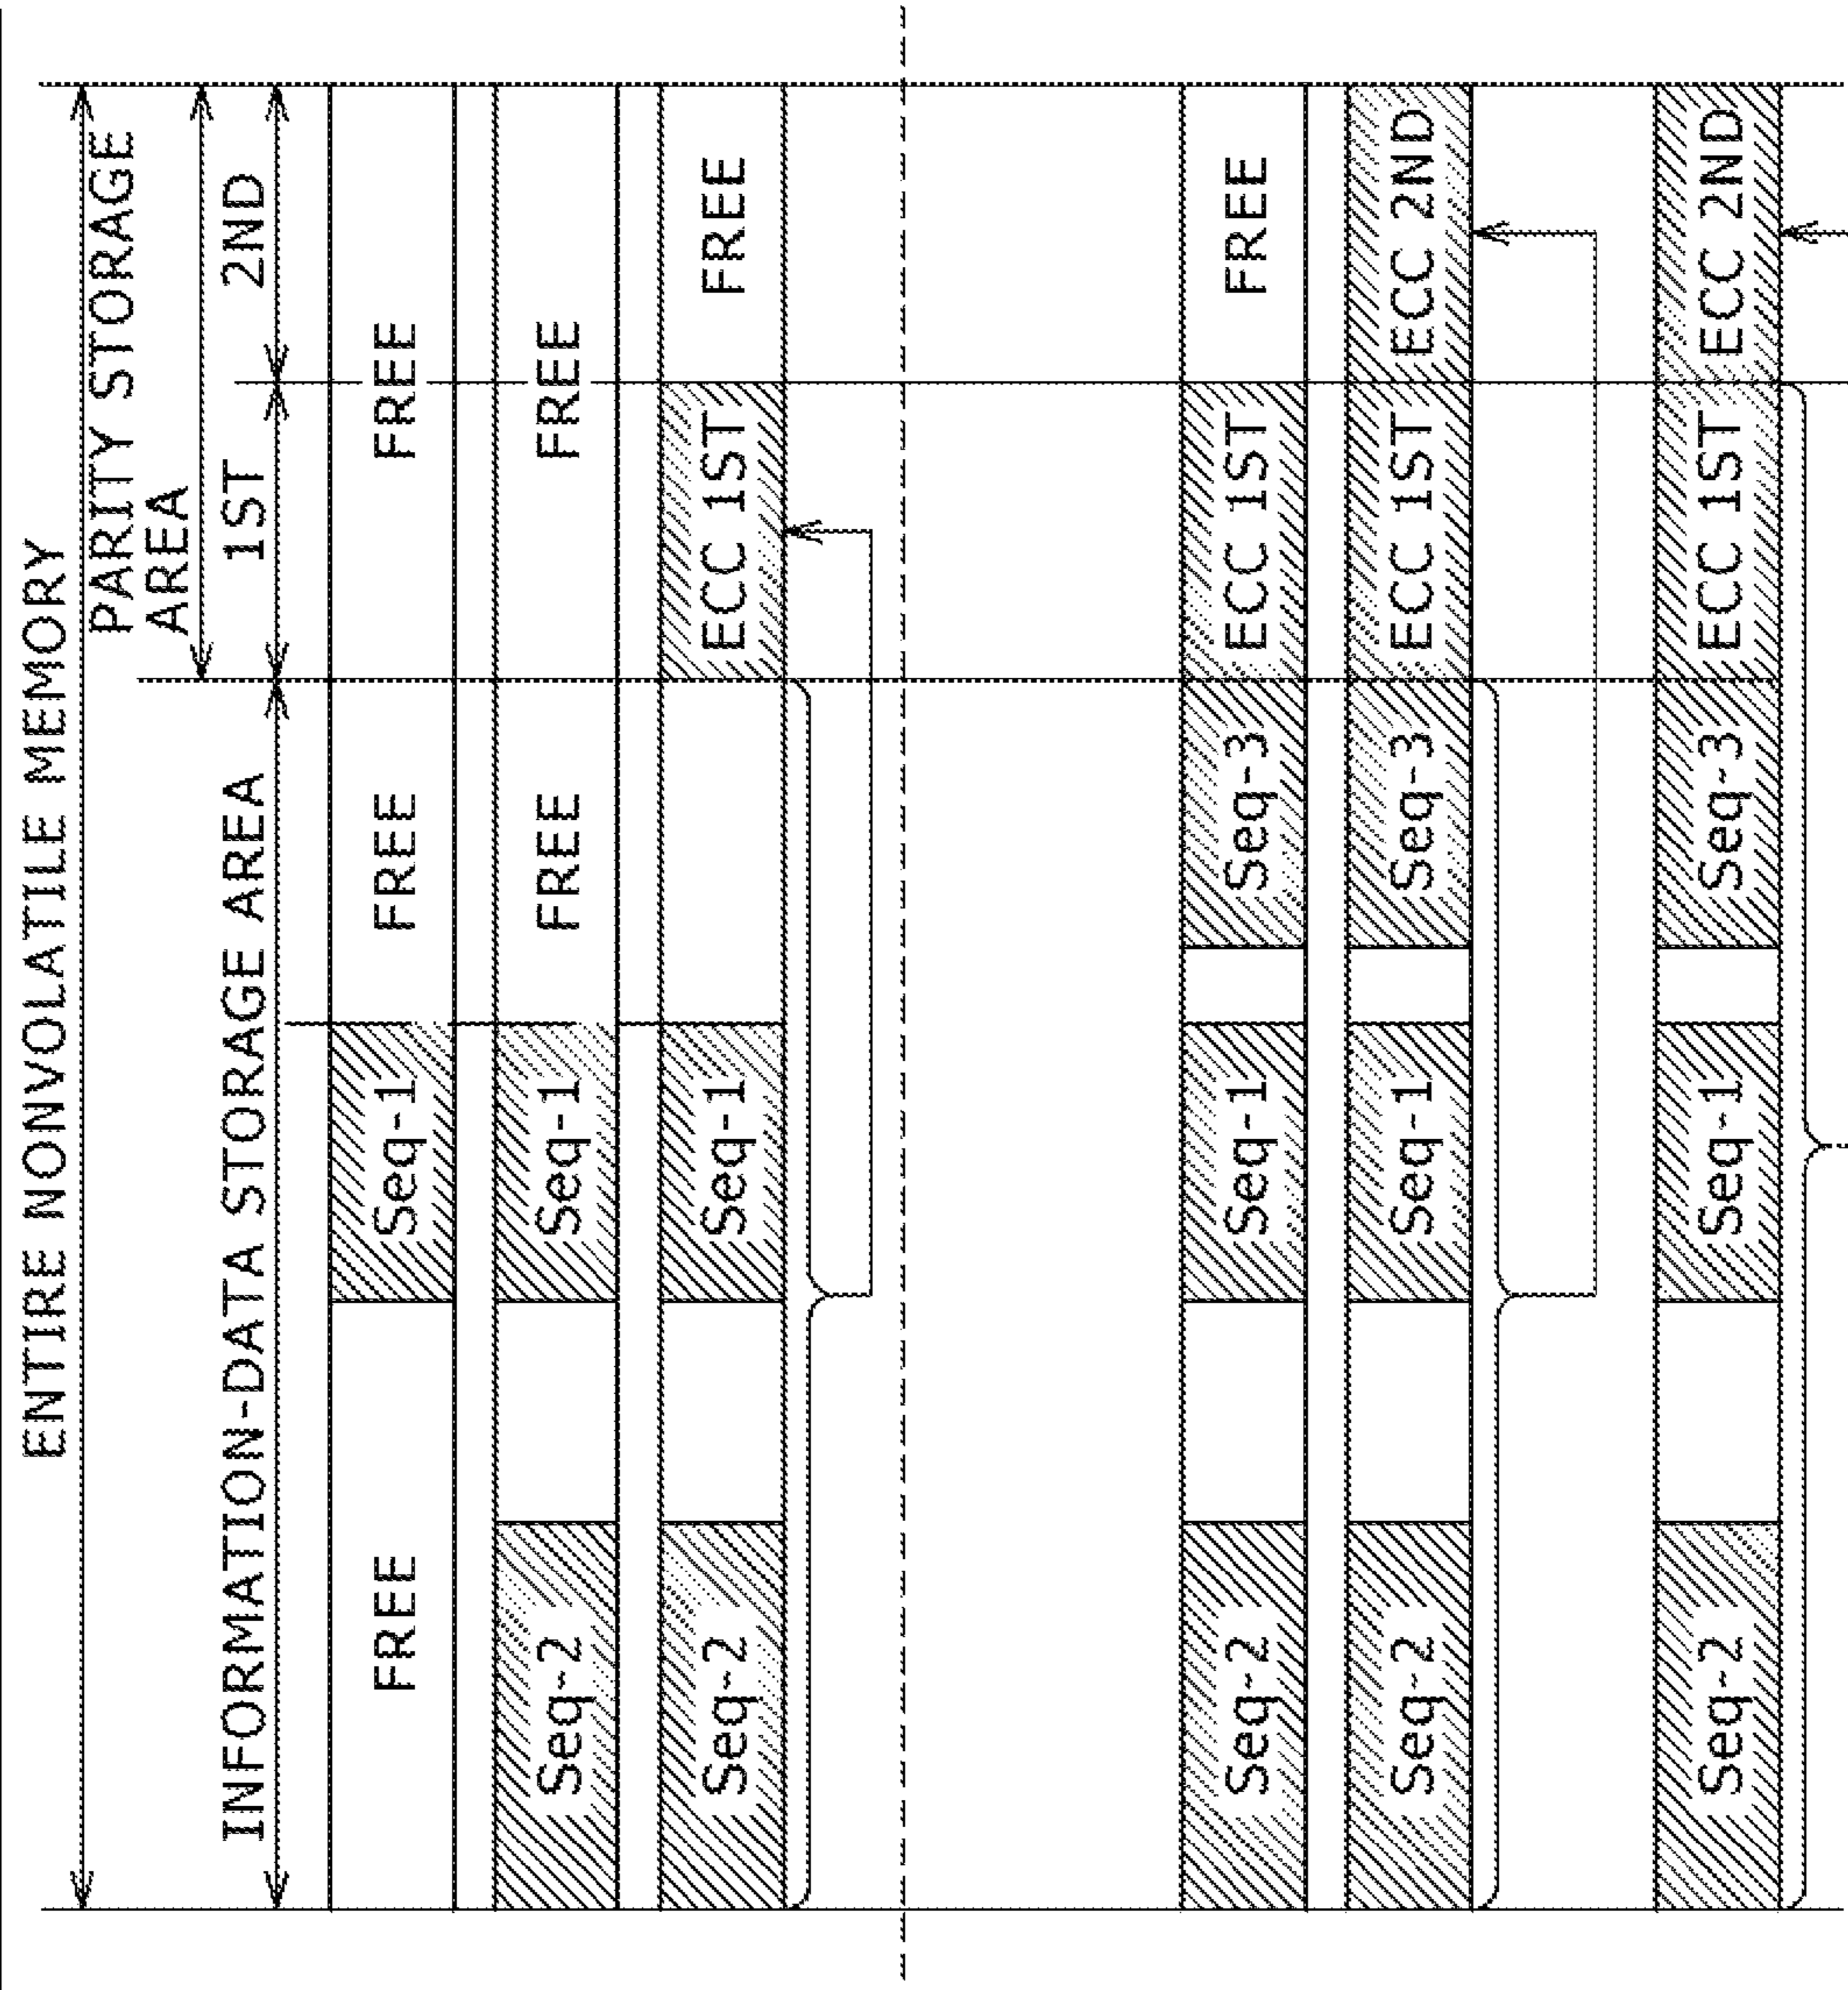 ENTIRE NONVOLATILE MEMORY
PARITY STORAGE
AREA
INFORMATION-DATA STORAGE AREA 1ST 2ND
FREE Seq-1 FREE FREE
Seq-2 Seq-1 FREE FREE
Seq-2 Seq-1 ECC 1ST FREE
Seq-2 Seq-1 Seq-3 ECC 1ST FREE
Seq-2 Seq-1 Seq-3 ECC 1ST ECC 2ND
Seq-2 Seq-1 Seq-3 ECC 1ST ECC 2ND